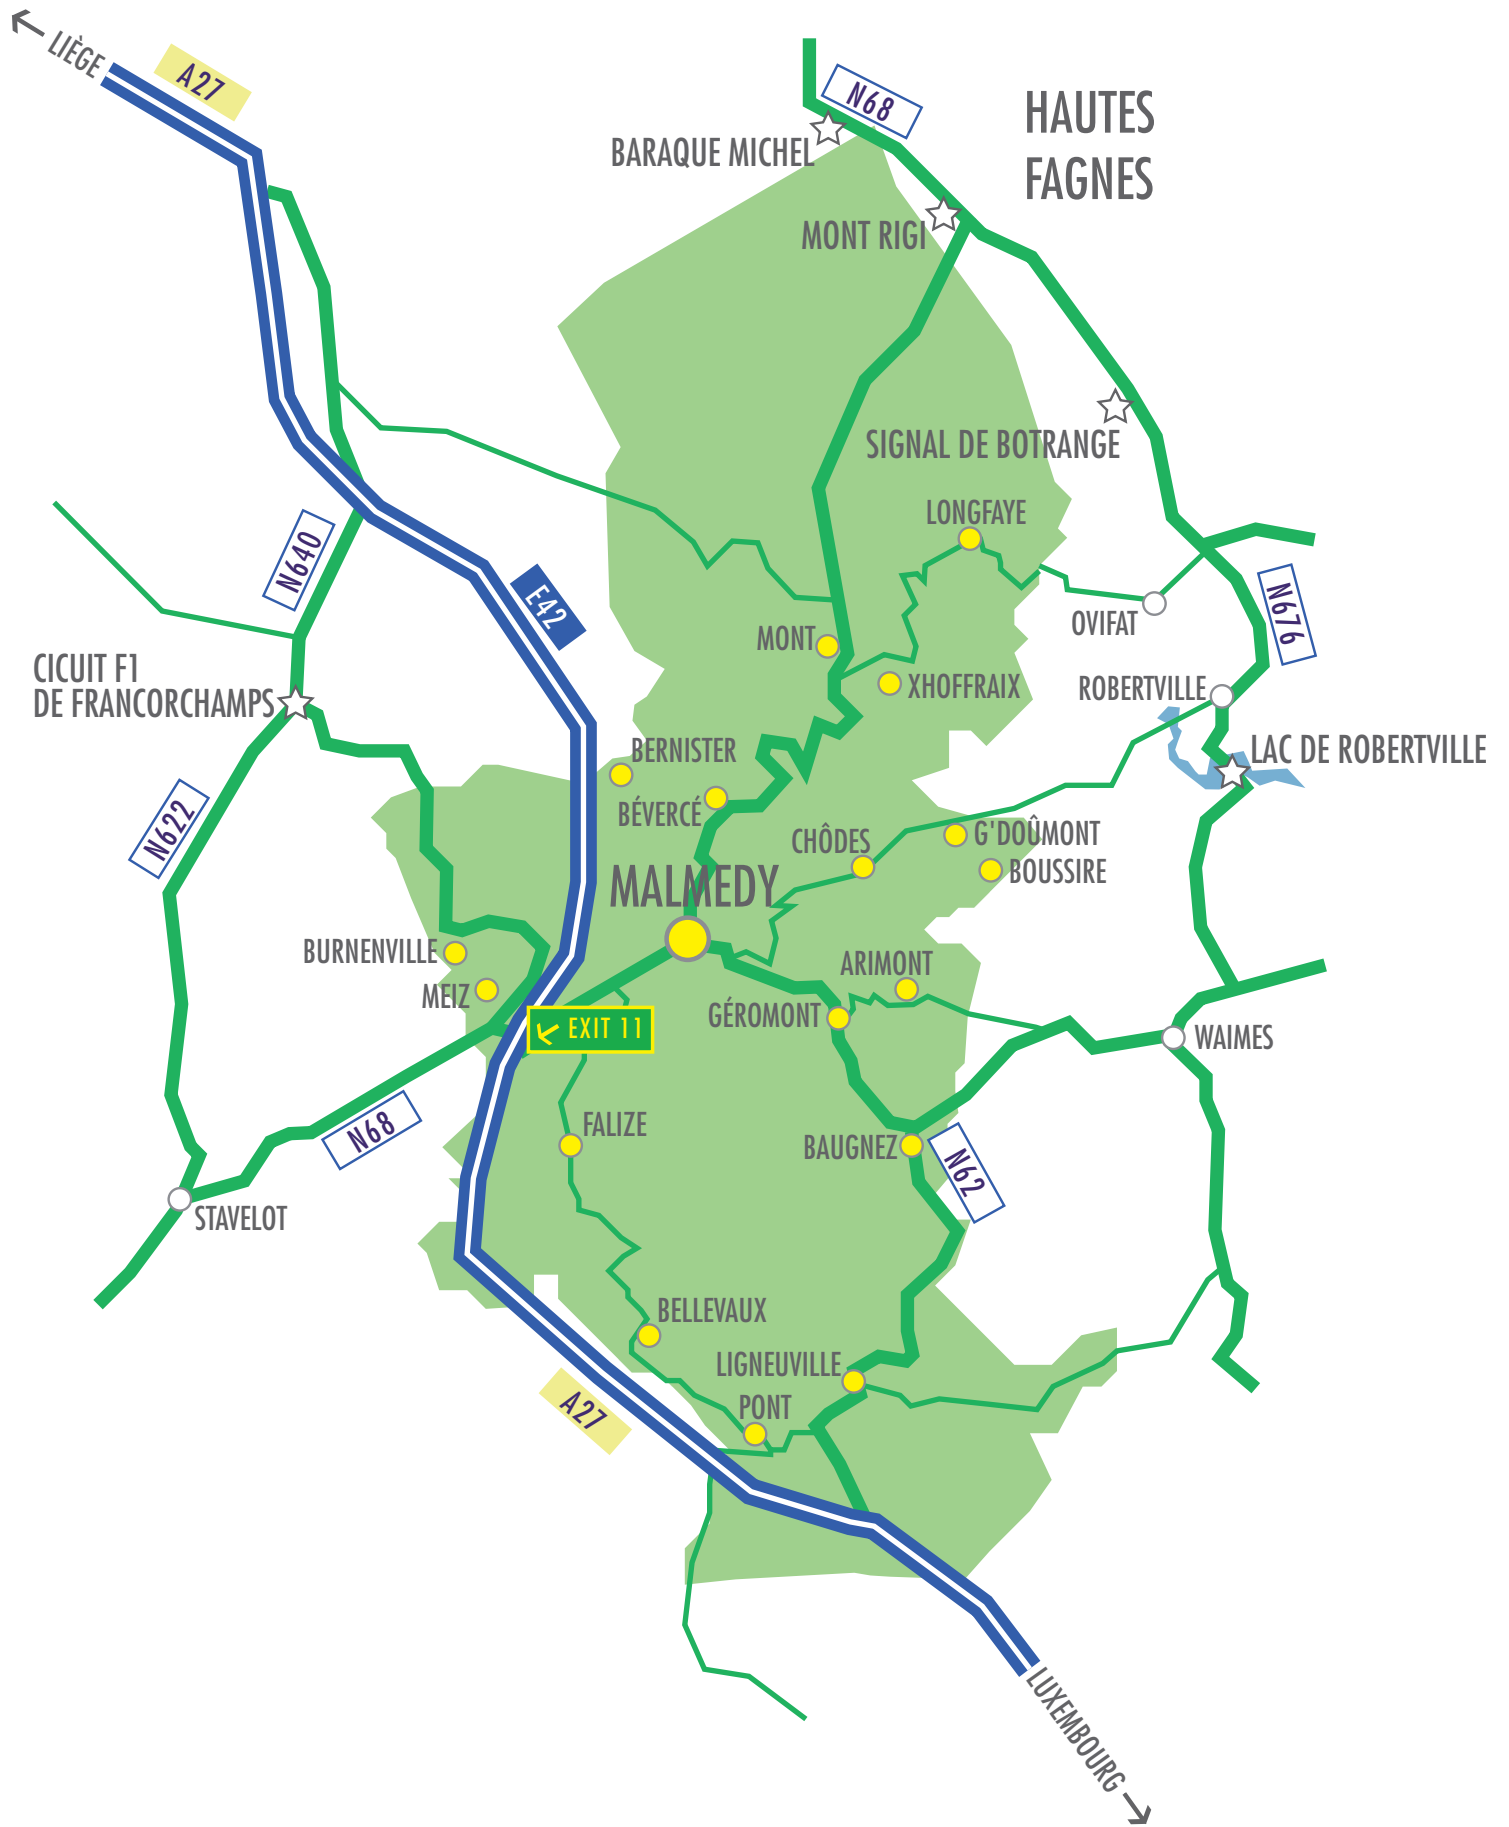 LIÈGE
A27
N68
HAUTES
FAGNES
BARAQUE MICHEL
MONT RIGI
SIGNAL DE BOTRANGE
LONGFAYE
N640
E42
OVIFAT
N676
MONT
CICUIT F1
DE FRANCORCHAMPS
XHOFFRAIX
ROBERTVILLE
BERNISTER
LAC DE ROBERTVILLE
BÉVERCÉ
N622
CHÔDES
G'DOÛMONT
BOUSSIRE
MALMEDY
BURNENVILLE
ARIMONT
MEIZ
GÉROMONT
EXIT 11
WAIMES
N68
FALIZE
BAUGNEZ
N62
STAVELOT
BELLEVAUX
LIGNEUVILLE
A27
PONT
LUXEMBOURG